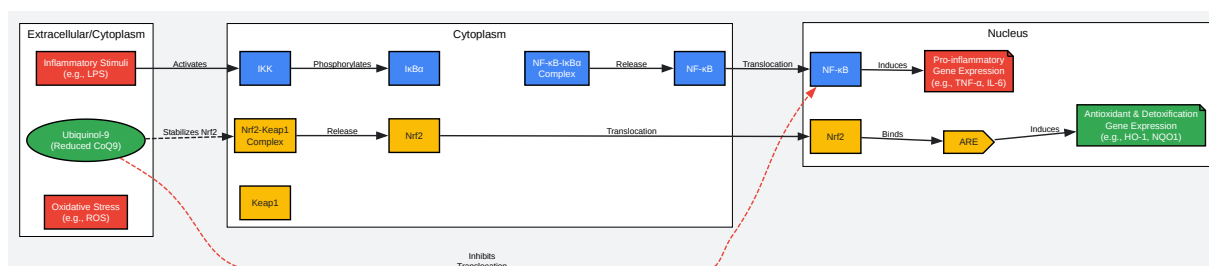 Extracellular/Cytoplasm
Inflammatory Stimuli
(e.g., LPS)
Ubiquinol-9
(Reduced CoQ9)
Oxidative Stress
(e.g., ROS)
Activates
Stabilizes Nrf2
Cytoplasm
IKK
Phosphorylates
IκBα
NF-κB-IκBα
Complex
Release
NF-κB
Translocation
Nrf2-Keap1
Complex
Release
Nrf2
Translocation
Keap1
Nucleus
NF-κB
Induces
Pro-inflammatory
Gene Expression
(e.g., TNF-α, IL-6)
Nrf2
Binds
ARE
Induces
Antioxidant & Detoxification
Gene Expression
(e.g., HO-1, NQO1)
Inhibits
Translocation